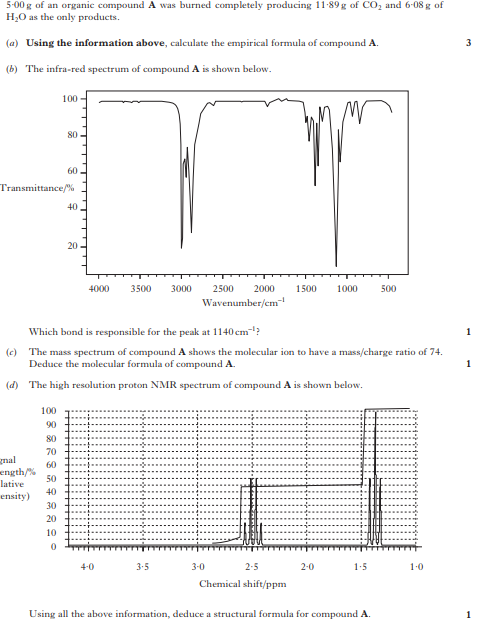 5·00 g of an organic compound A was burned completely producing 11·89 g of CO₂ and 6·08 g of
H₂O as the only products.
(a) Using the information above, calculate the empirical formula of compound A. 3
(b) The infra-red spectrum of compound A is shown below.
100
80
60
Transmittance/%
40
20
4000 3500 3000 2500 2000 1500 1000 500
Wavenumber/cm⁻¹
Which bond is responsible for the peak at 1140 cm⁻¹? 1
(c) The mass spectrum of compound A shows the molecular ion to have a mass/charge ratio of 74.
Deduce the molecular formula of compound A. 1
(d) The high resolution proton NMR spectrum of compound A is shown below.
100
90
80
70
gnal 60
ength/% 50
lative 40
ensity) 30
20
10
0
4·0 3·5 3·0 2·5 2·0 1·5 1·0
Chemical shift/ppm
Using all the above information, deduce a structural formula for compound A. 1